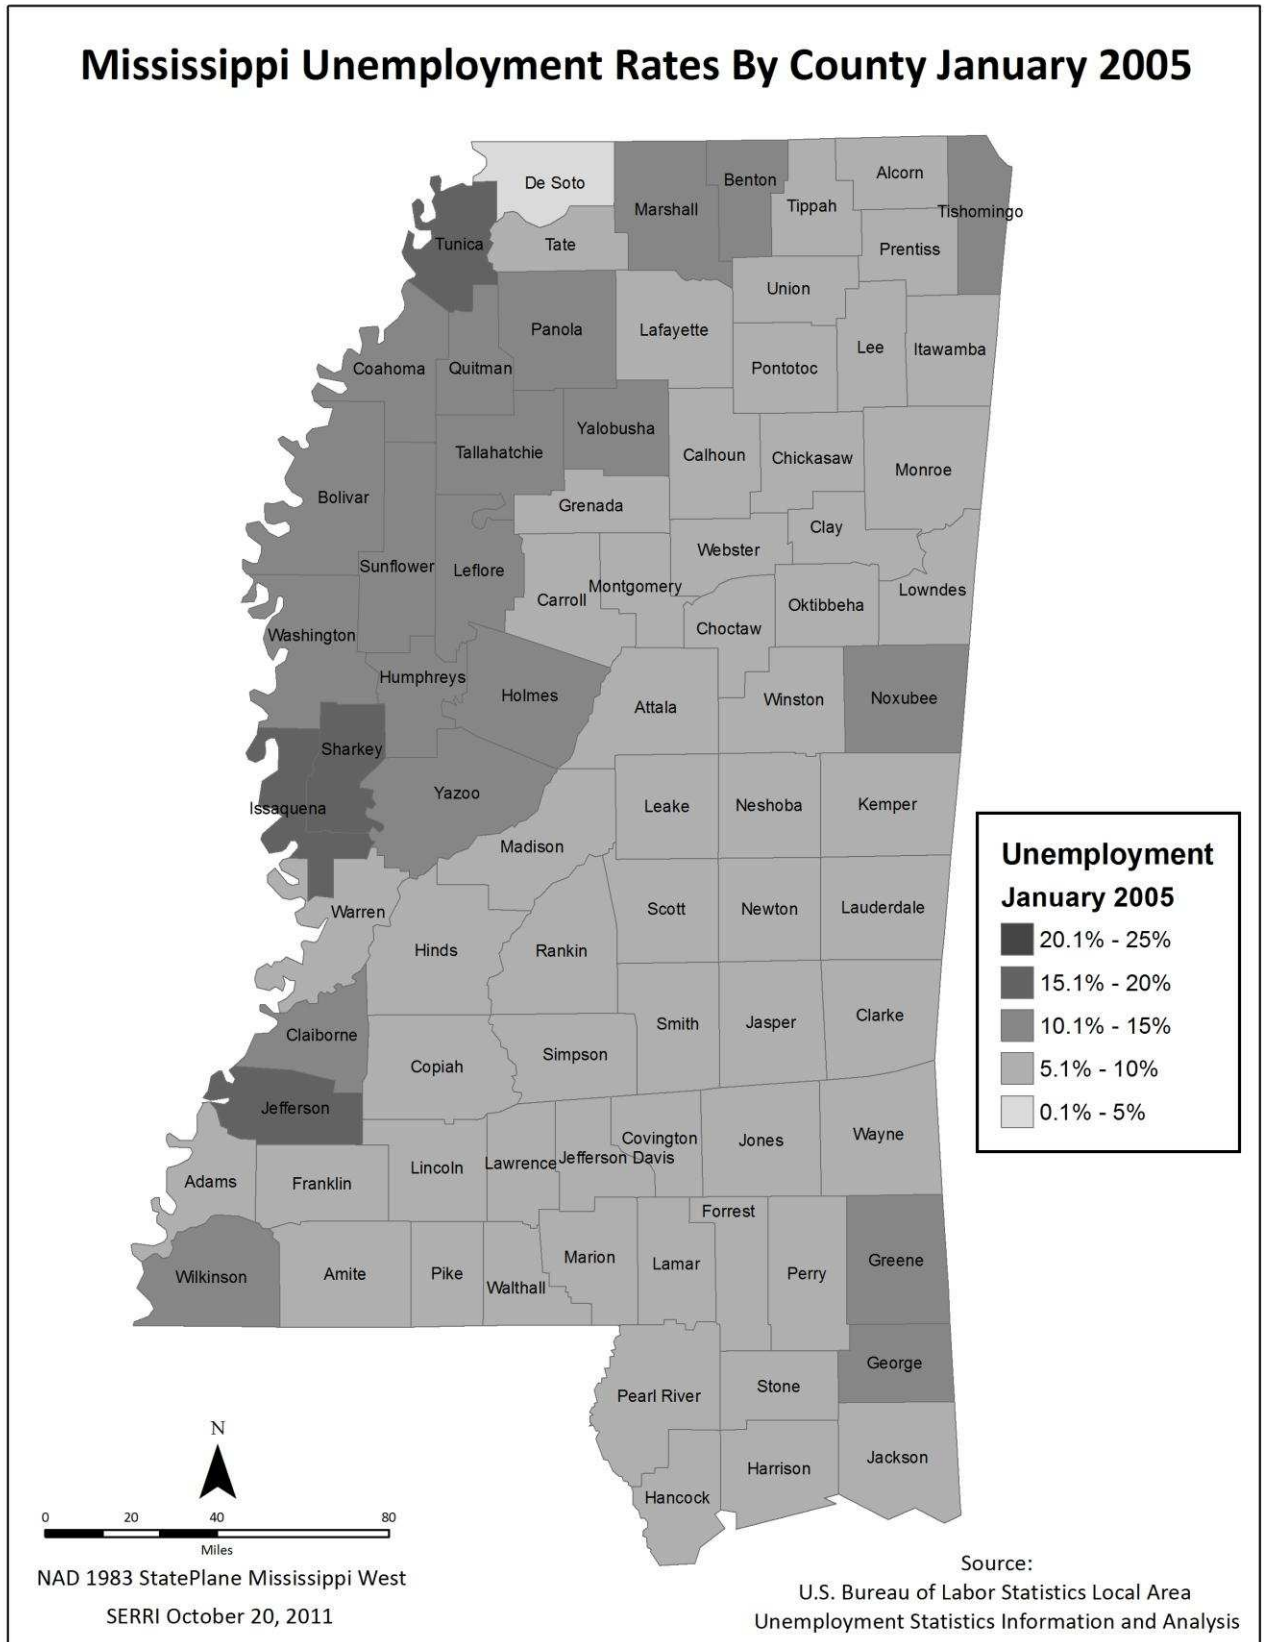 Mississippi Unemployment Rates By County January 2005
De Soto
Marshall
Benton
Tippah
Alcorn
Tishomingo
Tunica
Tate
Prentiss
Union
Panola
Lafayette
Coahoma
Quitman
Pontotoc
Lee
Itawamba
Yalobusha
Tallahatchie
Calhoun
Chickasaw
Monroe
Bolivar
Grenada
Clay
Sunflower
Leflore
Webster
Carroll
Montgomery
Lowndes
Oktibbeha
Washington
Choctaw
Humphreys
Holmes
Attala
Winston
Noxubee
Sharkey
Issaquena
Yazoo
Leake
Neshoba
Kemper
Madison
Warren
Scott
Newton
Lauderdale
Hinds
Rankin
Claiborne
Smith
Jasper
Clarke
Copiah
Simpson
Jefferson
Covington
Jones
Wayne
Adams
Franklin
Lincoln
Lawrence
Jefferson Davis
Forrest
Wilkinson
Amite
Pike
Walthall
Marion
Lamar
Perry
Greene
George
Pearl River
Stone
Hancock
Harrison
Jackson
Unemployment
January 2005
20.1% - 25%
15.1% - 20%
10.1% - 15%
5.1% - 10%
0.1% - 5%
N
0 20 40 80
Miles
NAD 1983 StatePlane Mississippi West
SERRI October 20, 2011
Source:
U.S. Bureau of Labor Statistics Local Area
Unemployment Statistics Information and Analysis